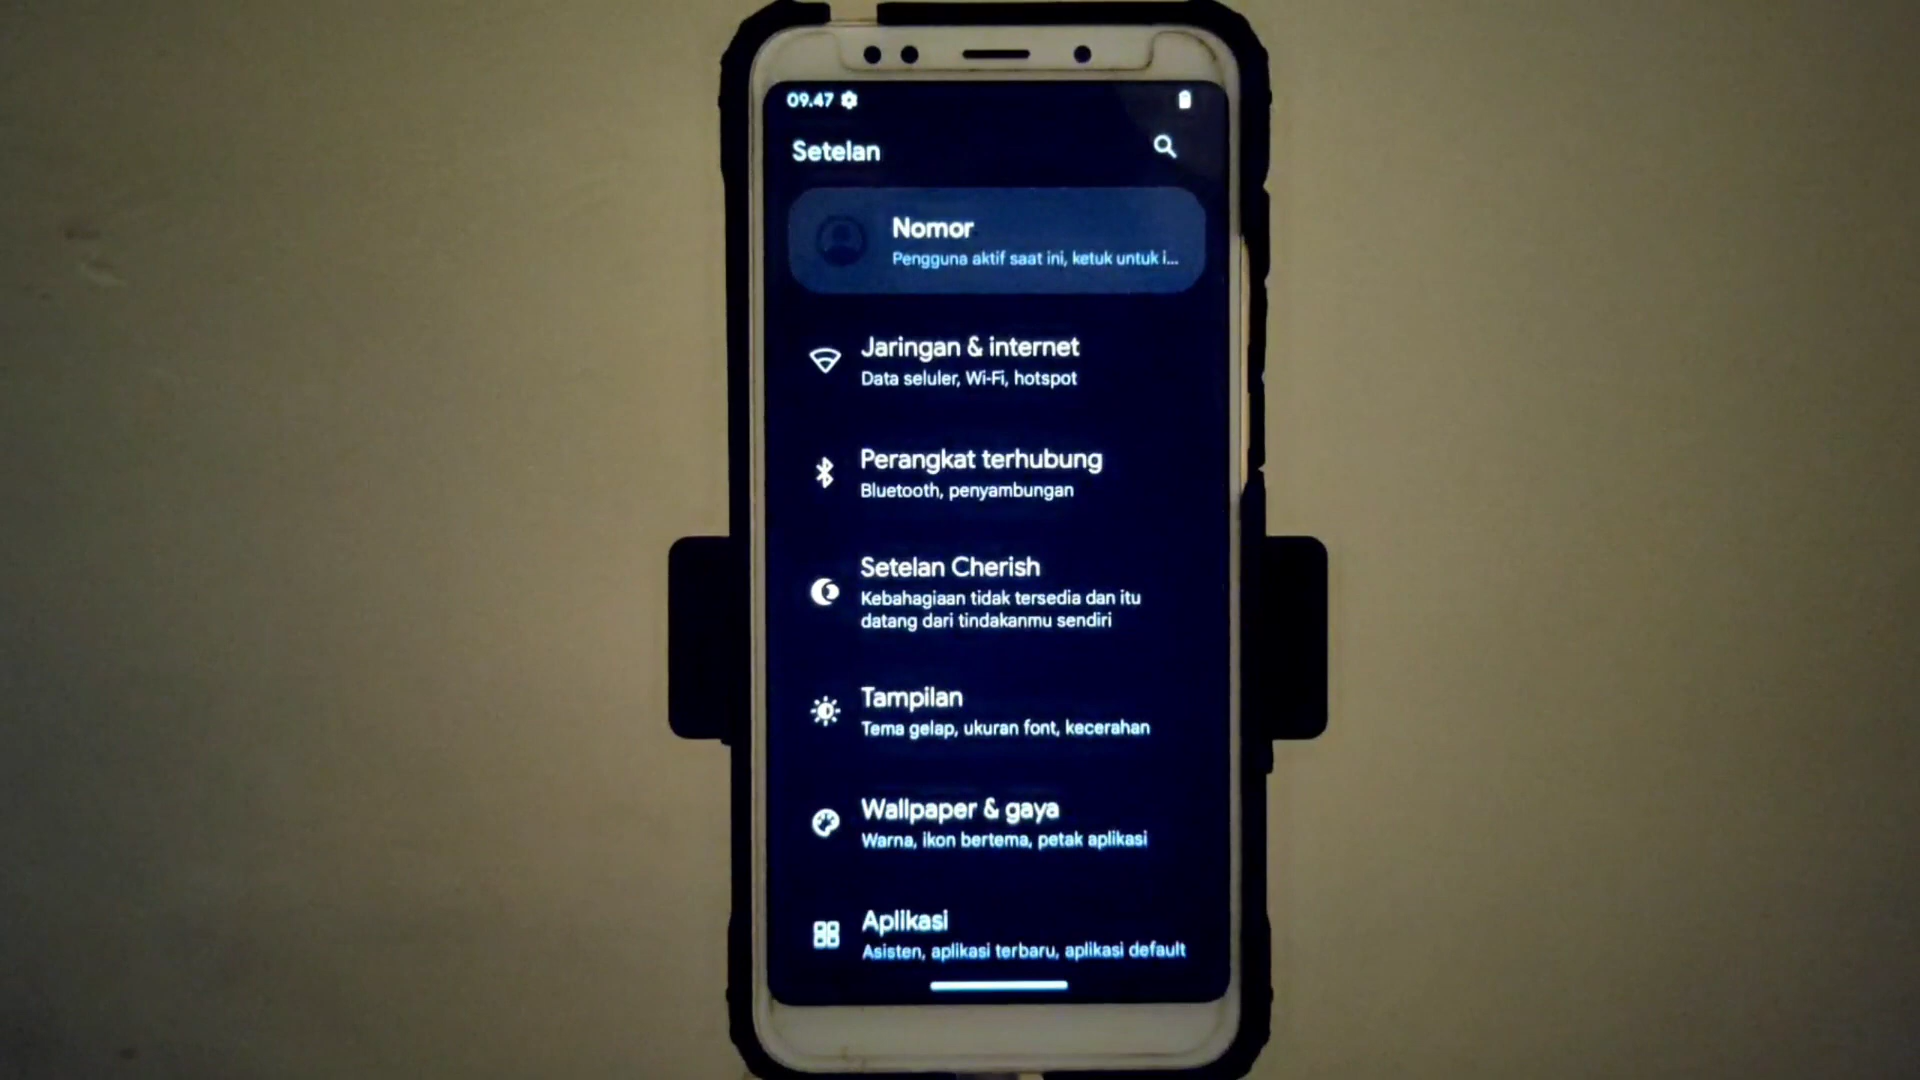 09.47
Setelan
Nomor
Pengguna aktif saat ini, ketuk untuk i...
Jaringan & internet
Data seluler, Wi-Fi, hotspot
Perangkat terhubung
Bluetooth, penyambungan
Setelan Cherish
Kebahagiaan tidak tersedia dan itu
datang dari tindakanmu sendiri
Tampilan
Tema gelap, ukuran font, kecerahan
Wallpaper & gaya
Warna, ikon bertema, petak aplikasi
Aplikasi
Asisten, aplikasi terbaru, aplikasi default